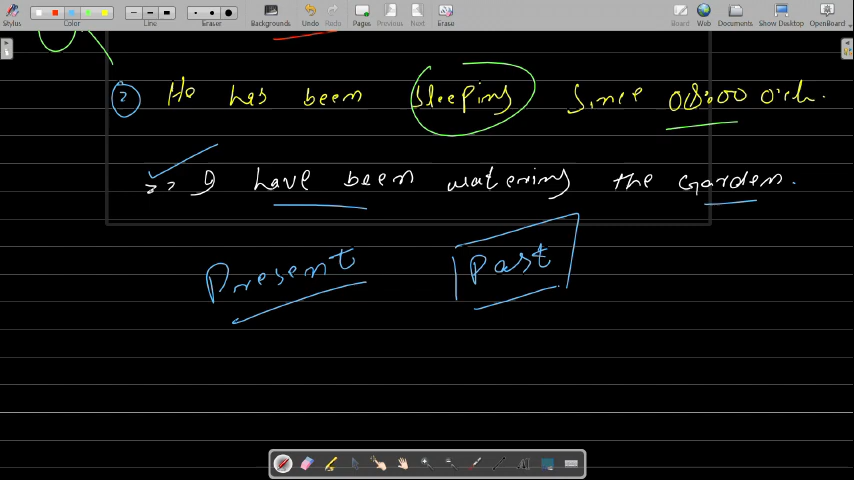 Stylus Color Line Eraser Backgrounds Undo Redo Pages Previous Next Erase Board Web Documents Show Desktop OpenBoard
2 He has been Sleeping Since 08:00
>> I have been watering the Garden.
Present Past